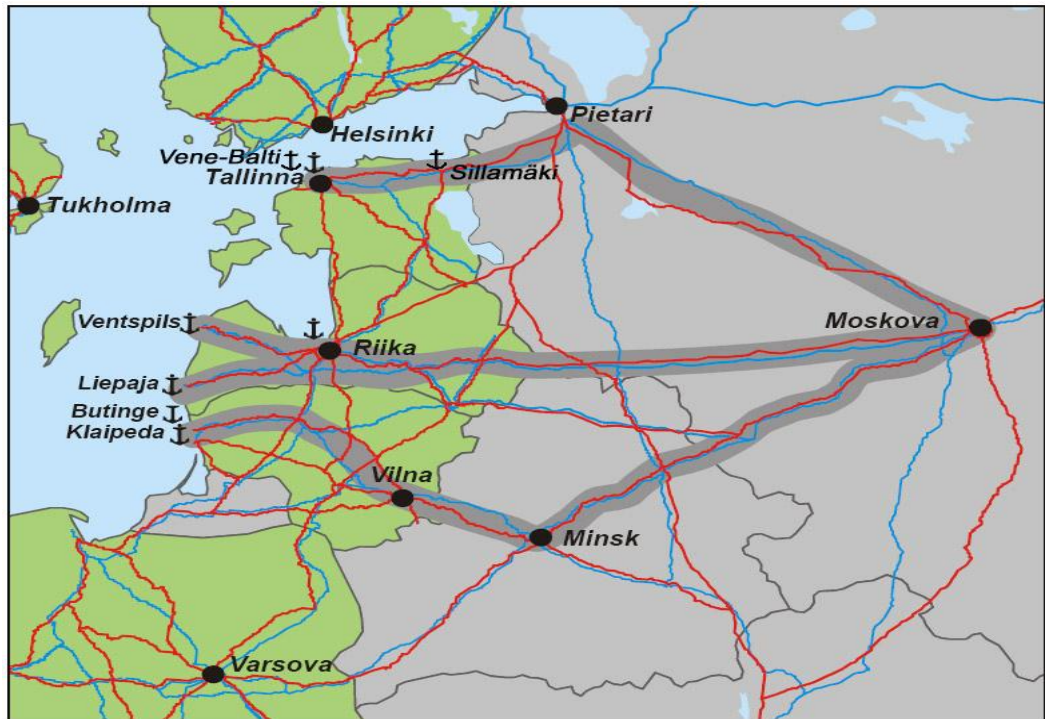 Pietari
Helsinki
Vene-Balti
Tallinna
Sillamäki
Tukholma
Ventspils
Moskova
Riika
Liepaja
Butinge
Klaipeda
Vilna
Minsk
Varsova